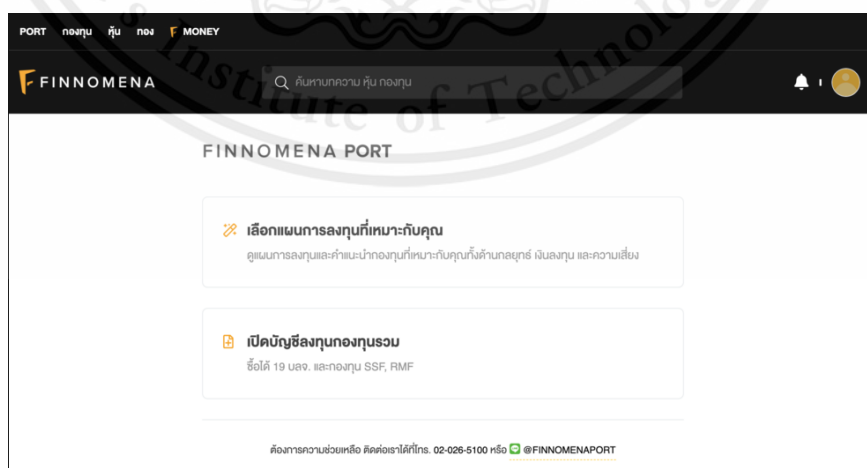 PORT กองทุน หุ้น ทอง MONEY
FINNOMENA
ค้นหาบทความ หุ้น กองทุน
's Institute of Technolog
FINNOMENA PORT
เลือกแผนการลงทุนที่เหมาะกับคุณ
ดูแผนการลงทุนและคำแนะนำกองทุนที่เหมาะกับคุณทั้งด้านกลยุทธ์ เงินลงทุน และความเสี่ยง
เปิดบัญชีลงทุนกองทุนรวม
ซื้อได้ 19 บลจ. และกองทุน SSF, RMF
ต้องการความช่วยเหลือ ติดต่อเราได้ที่โทร. 02-026-5100 หรือ @FINNOMENAPORT